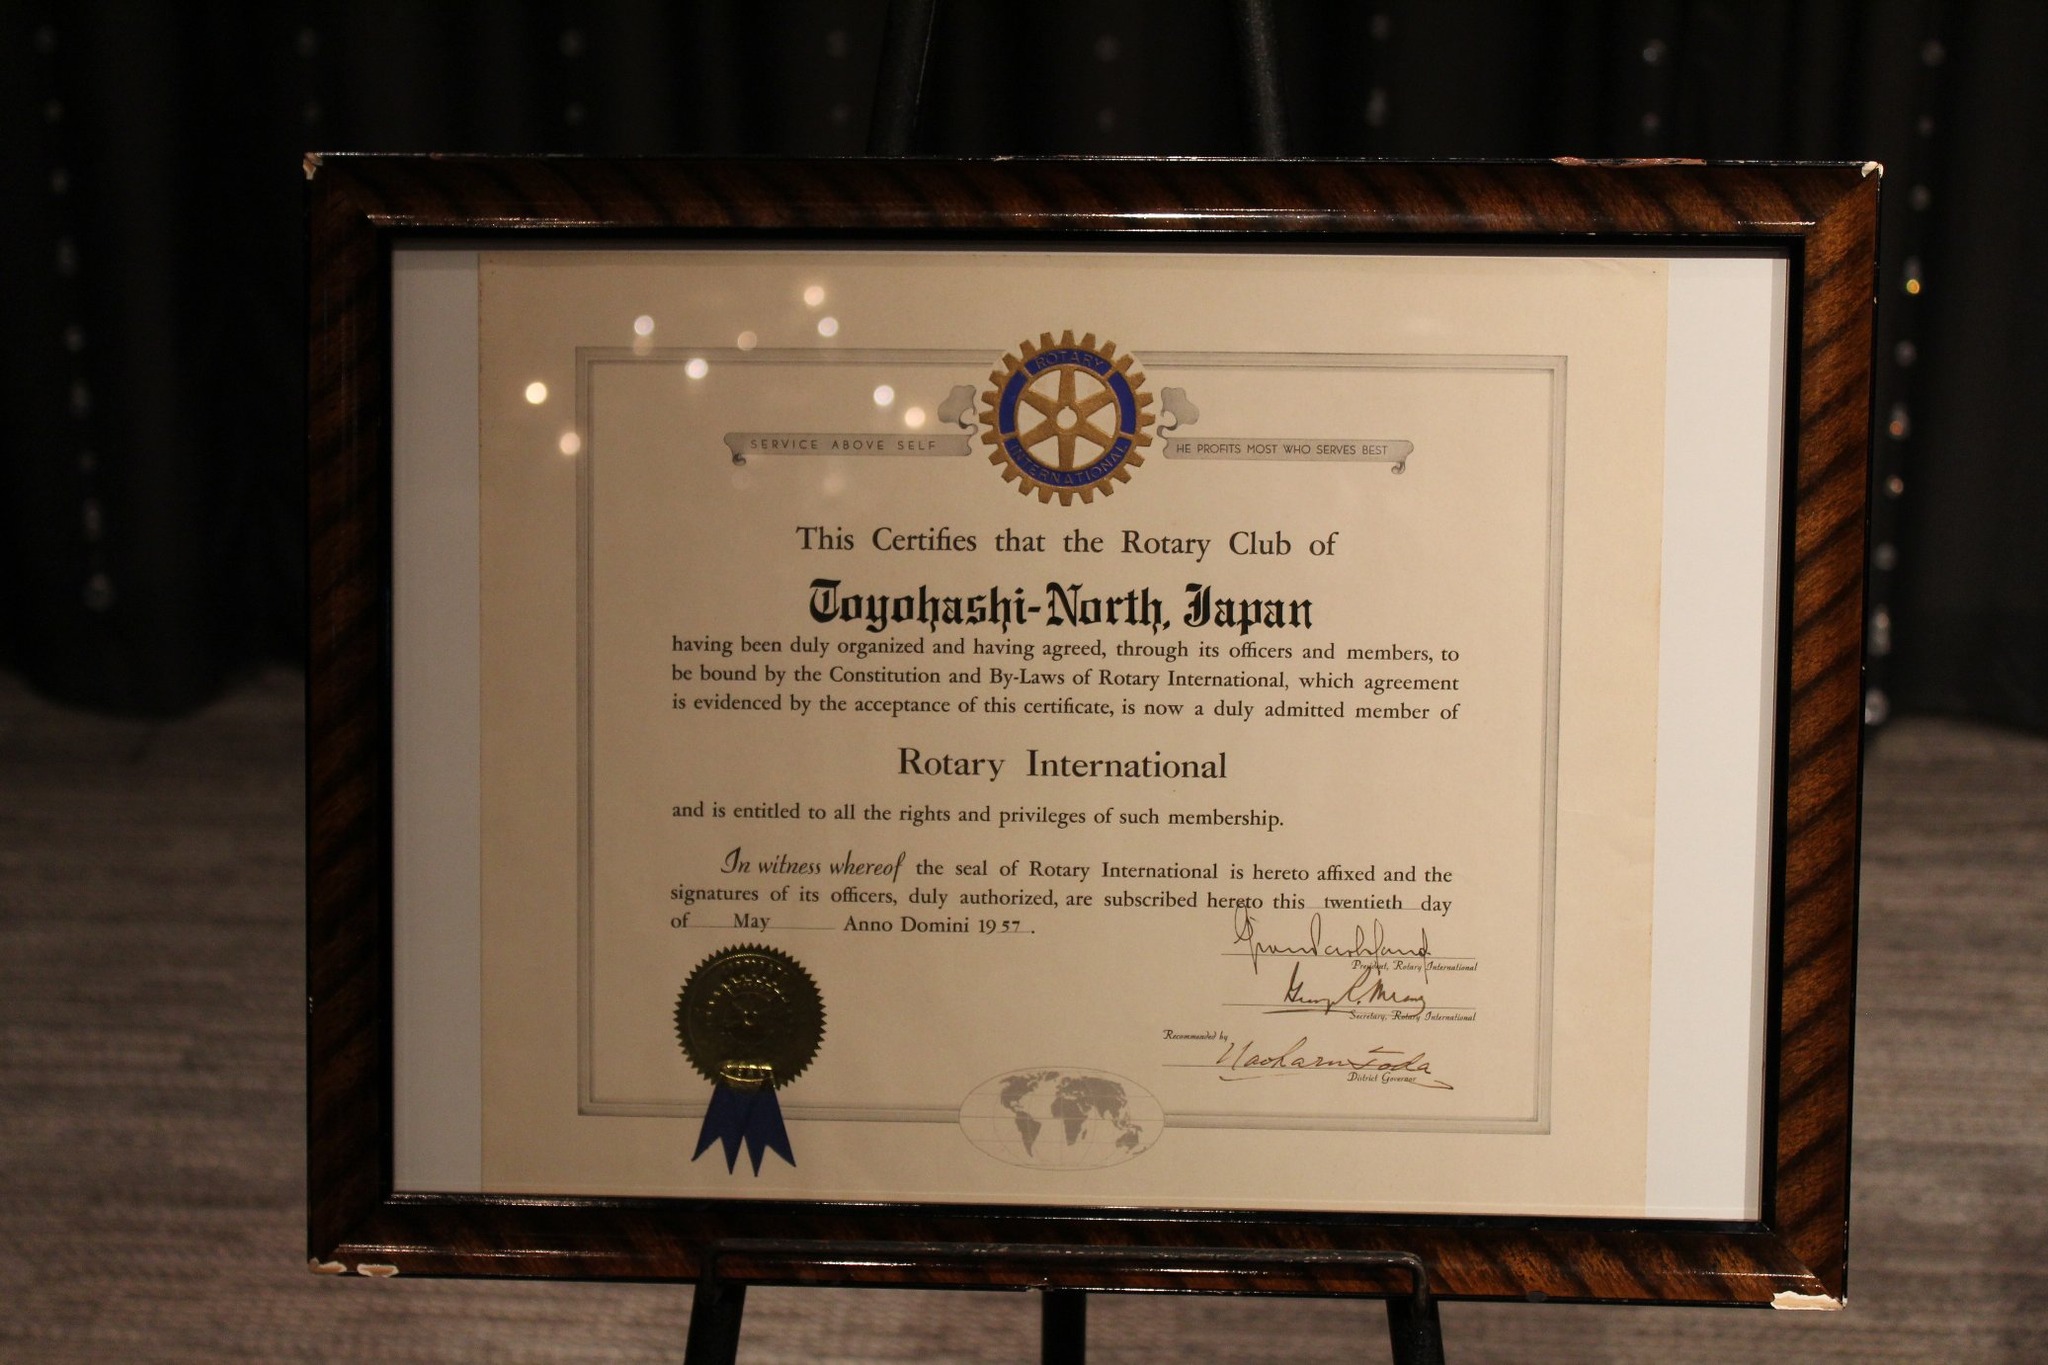 ROTARY
INTERNATIONAL
SERVICE ABOVE SELF
HE PROFITS MOST WHO SERVES BEST
This Certifies that the Rotary Club of
Toyohashi-North, Japan
having been duly organized and having agreed, through its officers and members, to
be bound by the Constitution and By-Laws of Rotary International, which agreement
is evidenced by the acceptance of this certificate, is now a duly admitted member of
Rotary International
and is entitled to all the rights and privileges of such membership.
In witness whereof the seal of Rotary International is hereto affixed and the
signatures of its officers, duly authorized, are subscribed hereto this twentieth day
of May Anno Domini 1957.
President, Rotary International
Secretary, Rotary International
Recommended by
Naoharu Toda
District Governor